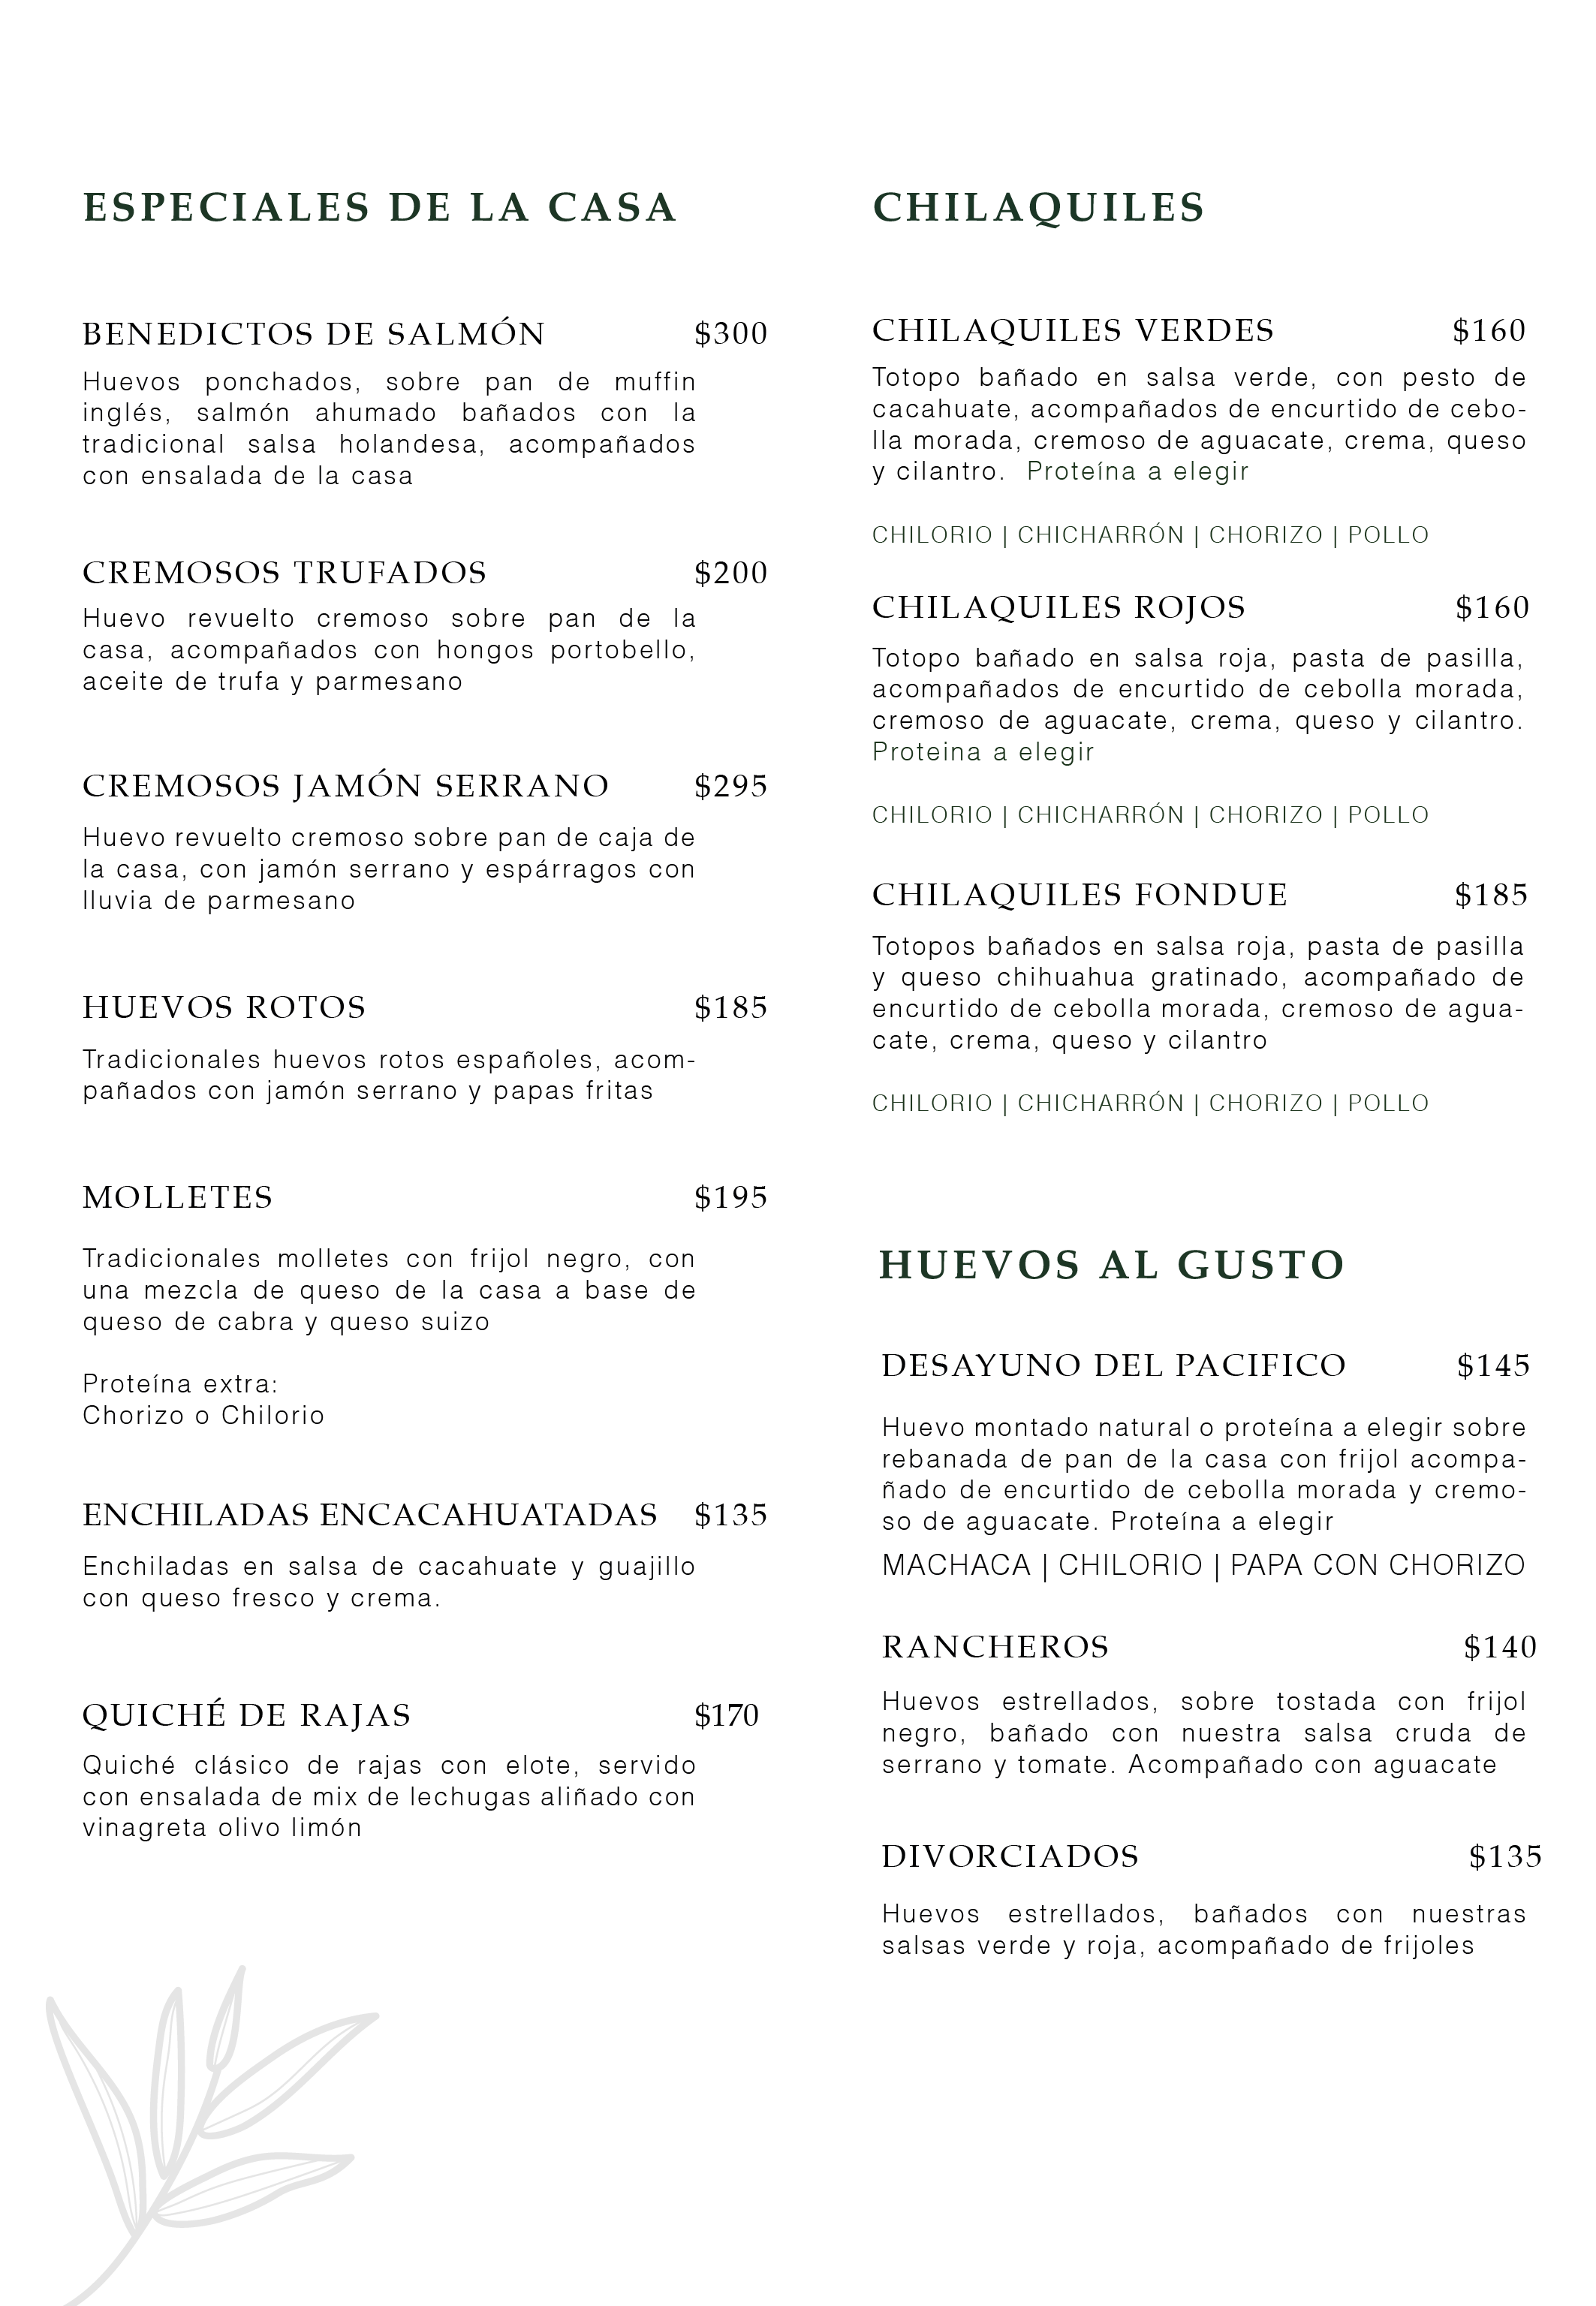 ESPECIALES DE LA CASA
BENEDICTOS DE SALMÓN $300
Huevos ponchados, sobre pan de muffin
inglés, salmón ahumado bañados con la
tradicional salsa holandesa, acompañados
con ensalada de la casa
CREMOSOS TRUFADOS $200
Huevo revuelto cremoso sobre pan de la
casa, acompañados con hongos portobello,
aceite de trufa y parmesano
CREMOSOS JAMÓN SERRANO $295
Huevo revuelto cremoso sobre pan de caja de
la casa, con jamón serrano y espárragos con
lluvia de parmesano
HUEVOS ROTOS $185
Tradicionales huevos rotos españoles, acom-
pañados con jamón serrano y papas fritas
MOLLETES $195
Tradicionales molletes con frijol negro, con
una mezcla de queso de la casa a base de
queso de cabra y queso suizo
Proteína extra:
Chorizo o Chilorio
ENCHILADAS ENCACAHUATADAS $135
Enchiladas en salsa de cacahuate y guajillo
con queso fresco y crema.
QUICHÉ DE RAJAS $170
Quiché clásico de rajas con elote, servido
con ensalada de mix de lechugas aliñado con
vinagreta olivo limón
CHILAQUILES
CHILAQUILES VERDES $160
Totopo bañado en salsa verde, con pesto de
cacahuate, acompañados de encurtido de cebo-
lla morada, cremoso de aguacate, crema, queso
y cilantro. Proteína a elegir
CHILORIO | CHICHARRÓN | CHORIZO | POLLO
CHILAQUILES ROJOS $160
Totopo bañado en salsa roja, pasta de pasilla,
acompañados de encurtido de cebolla morada,
cremoso de aguacate, crema, queso y cilantro.
Proteina a elegir
CHILORIO | CHICHARRÓN | CHORIZO | POLLO
CHILAQUILES FONDUE $185
Totopos bañados en salsa roja, pasta de pasilla
y queso chihuahua gratinado, acompañado de
encurtido de cebolla morada, cremoso de agua-
cate, crema, queso y cilantro
CHILORIO | CHICHARRÓN | CHORIZO | POLLO
HUEVOS AL GUSTO
DESAYUNO DEL PACIFICO $145
Huevo montado natural o proteína a elegir sobre
rebanada de pan de la casa con frijol acompa-
ñado de encurtido de cebolla morada y cremo-
so de aguacate. Proteína a elegir
MACHACA | CHILORIO | PAPA CON CHORIZO
RANCHEROS $140
Huevos estrellados, sobre tostada con frijol
negro, bañado con nuestra salsa cruda de
serrano y tomate. Acompañado con aguacate
DIVORCIADOS $135
Huevos estrellados, bañados con nuestras
salsas verde y roja, acompañado de frijoles